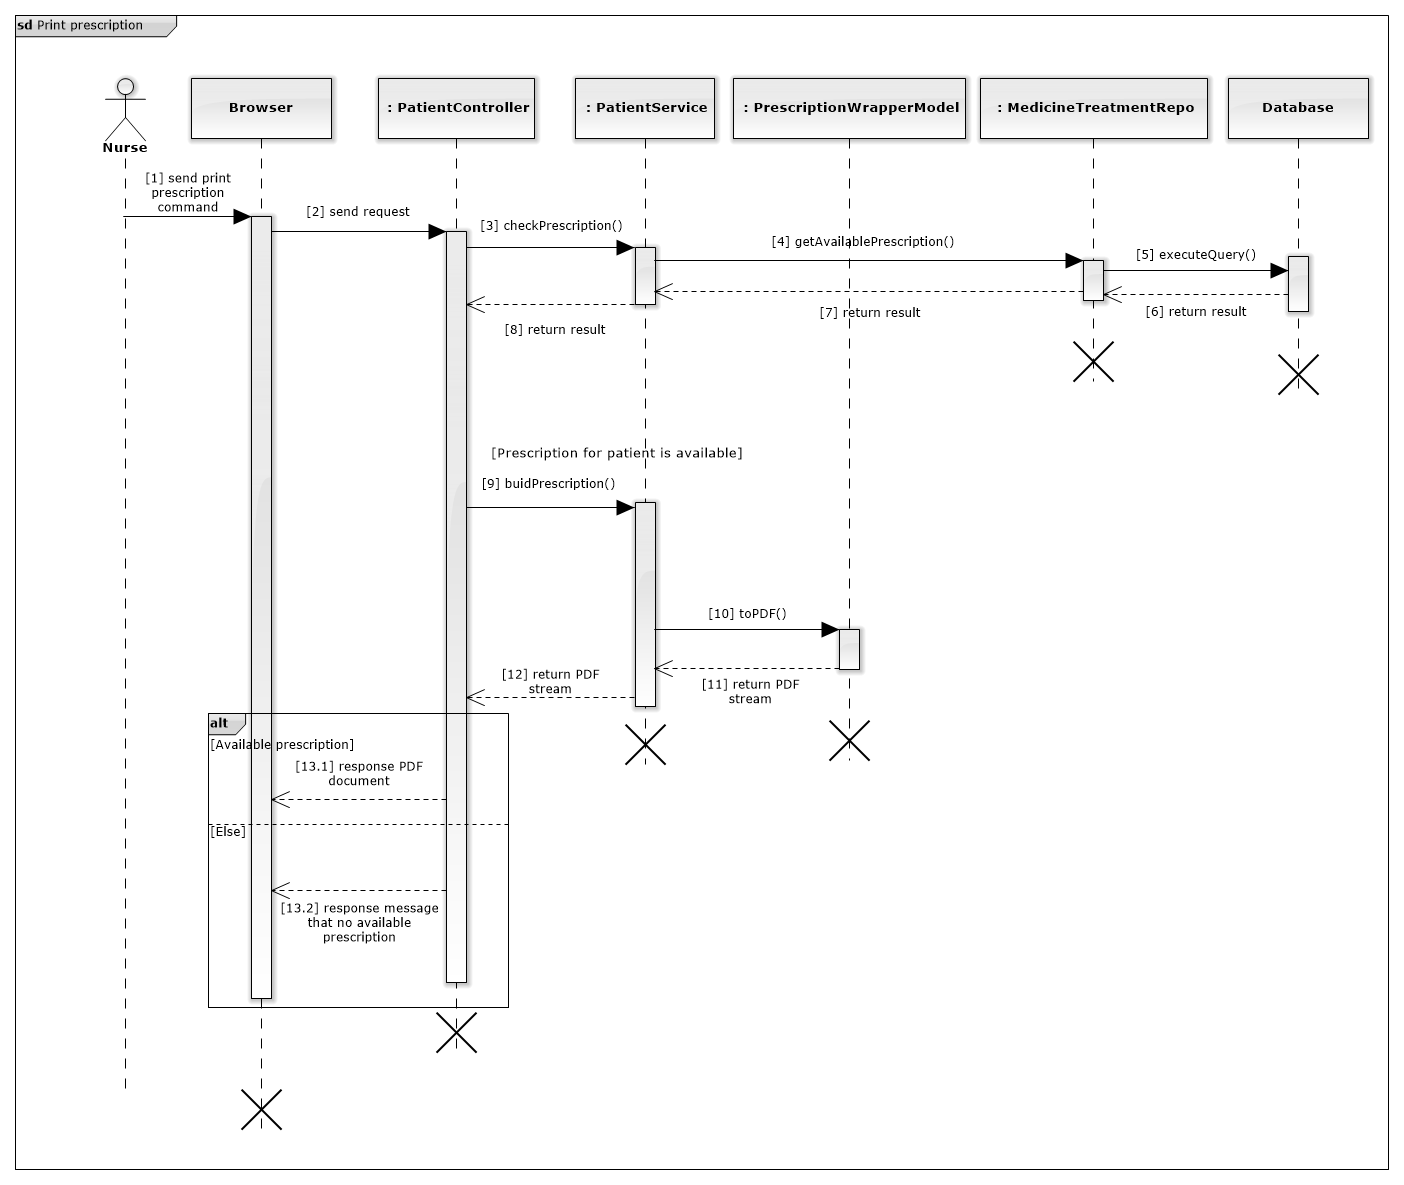 sd Print prescription
Nurse
Browser
: PatientController
: PatientService
: PrescriptionWrapperModel
: MedicineTreatmentRepo
Database
[1] send print
prescription
command
[2] send request
[3] checkPrescription()
[4] getAvailablePrescription()
[5] executeQuery()
[6] return result
[7] return result
[8] return result
[Prescription for patient is available]
[9] buidPrescription()
[10] toPDF()
[11] return PDF
stream
[12] return PDF
stream
alt
[Available prescription]
[13.1] response PDF
document
[Else]
[13.2] response message
that no available
prescription